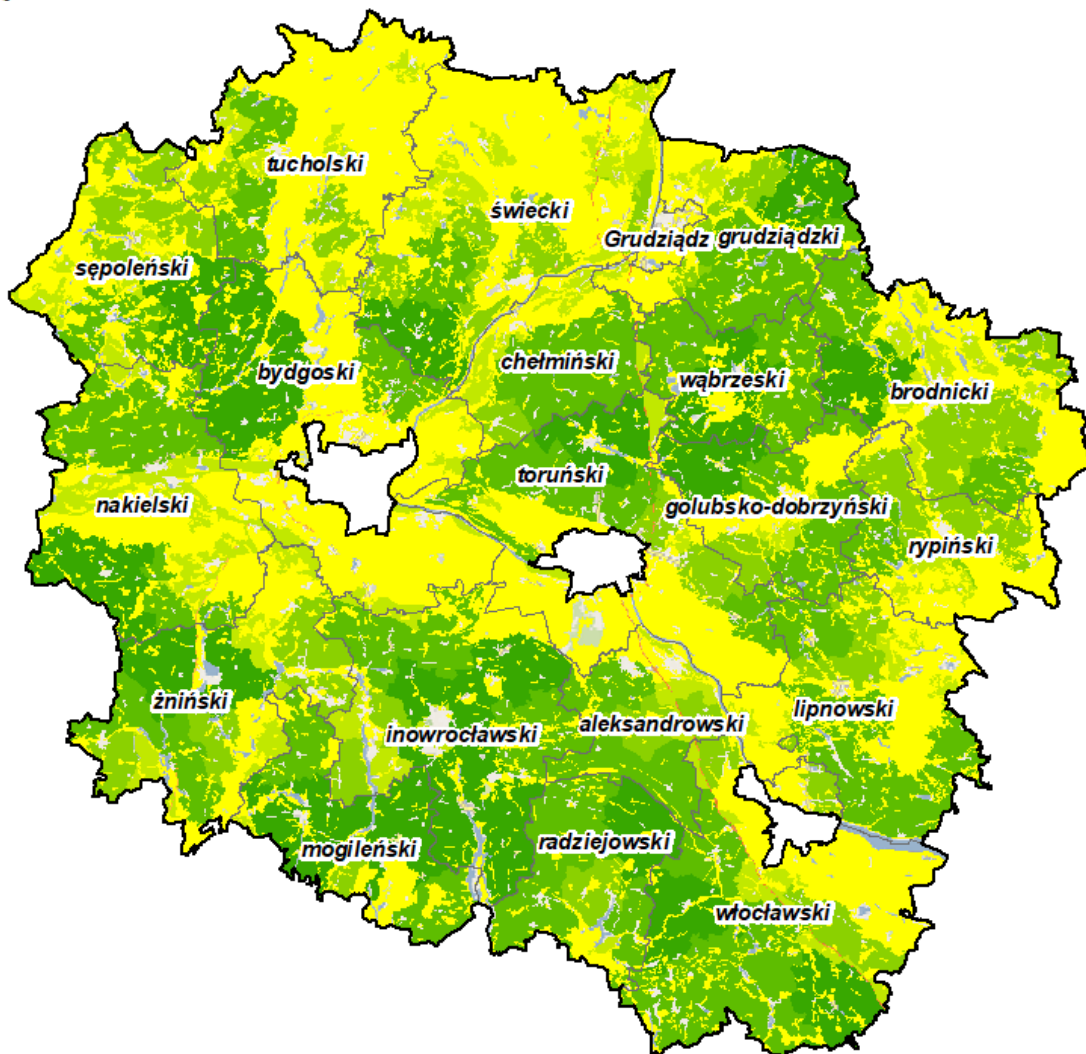 tucholski
świecki
Grudziądz
grudziądzki
sępoleński
chełmiński
bydgoski
wąbrzeski
brodnicki
toruński
nakielski
golubsko-dobrzyński
rypiński
żniński
lipnowski
inowrocławski
aleksandrowski
mogileński
radziejowski
włocławski